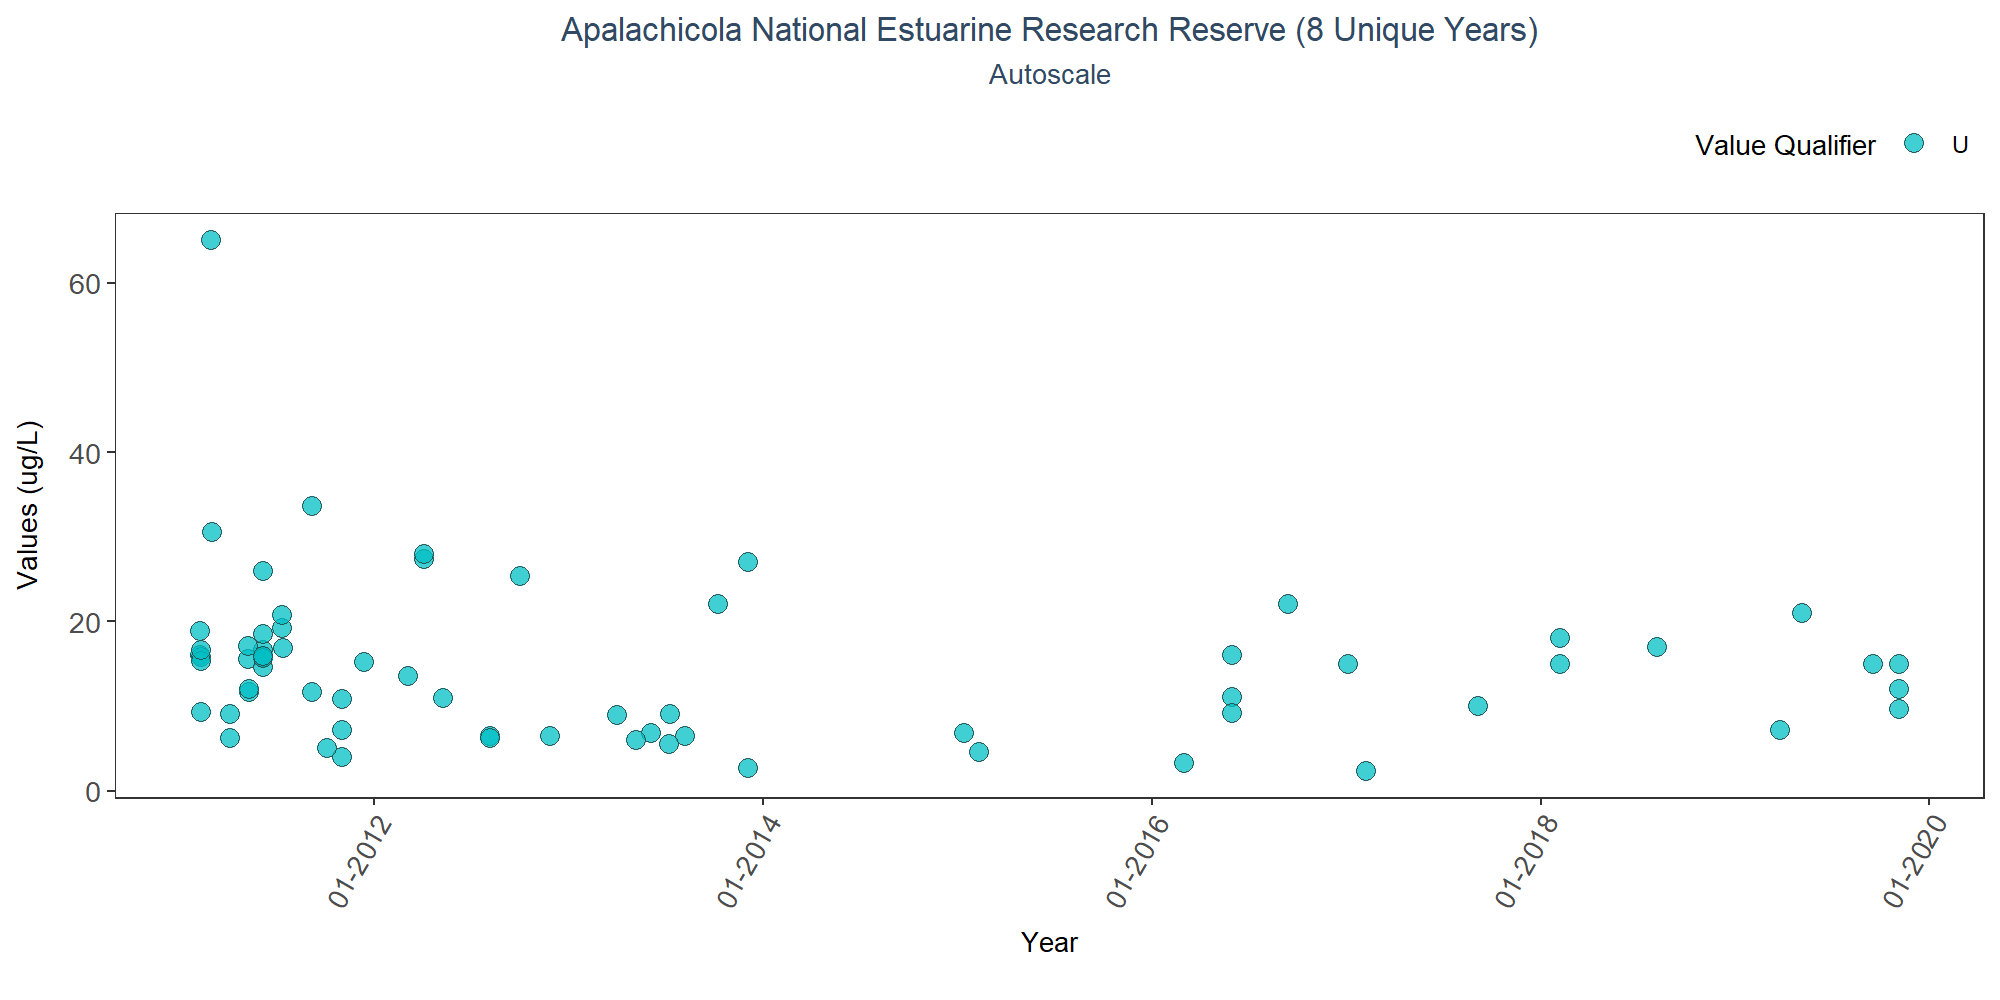 Apalachicola National Estuarine Research Reserve (8 Unique Years)
Autoscale
Value Qualifier U
Values (ug/L)
60
40
20
0
01-2012
01-2014
01-2016
01-2018
01-2020
Year